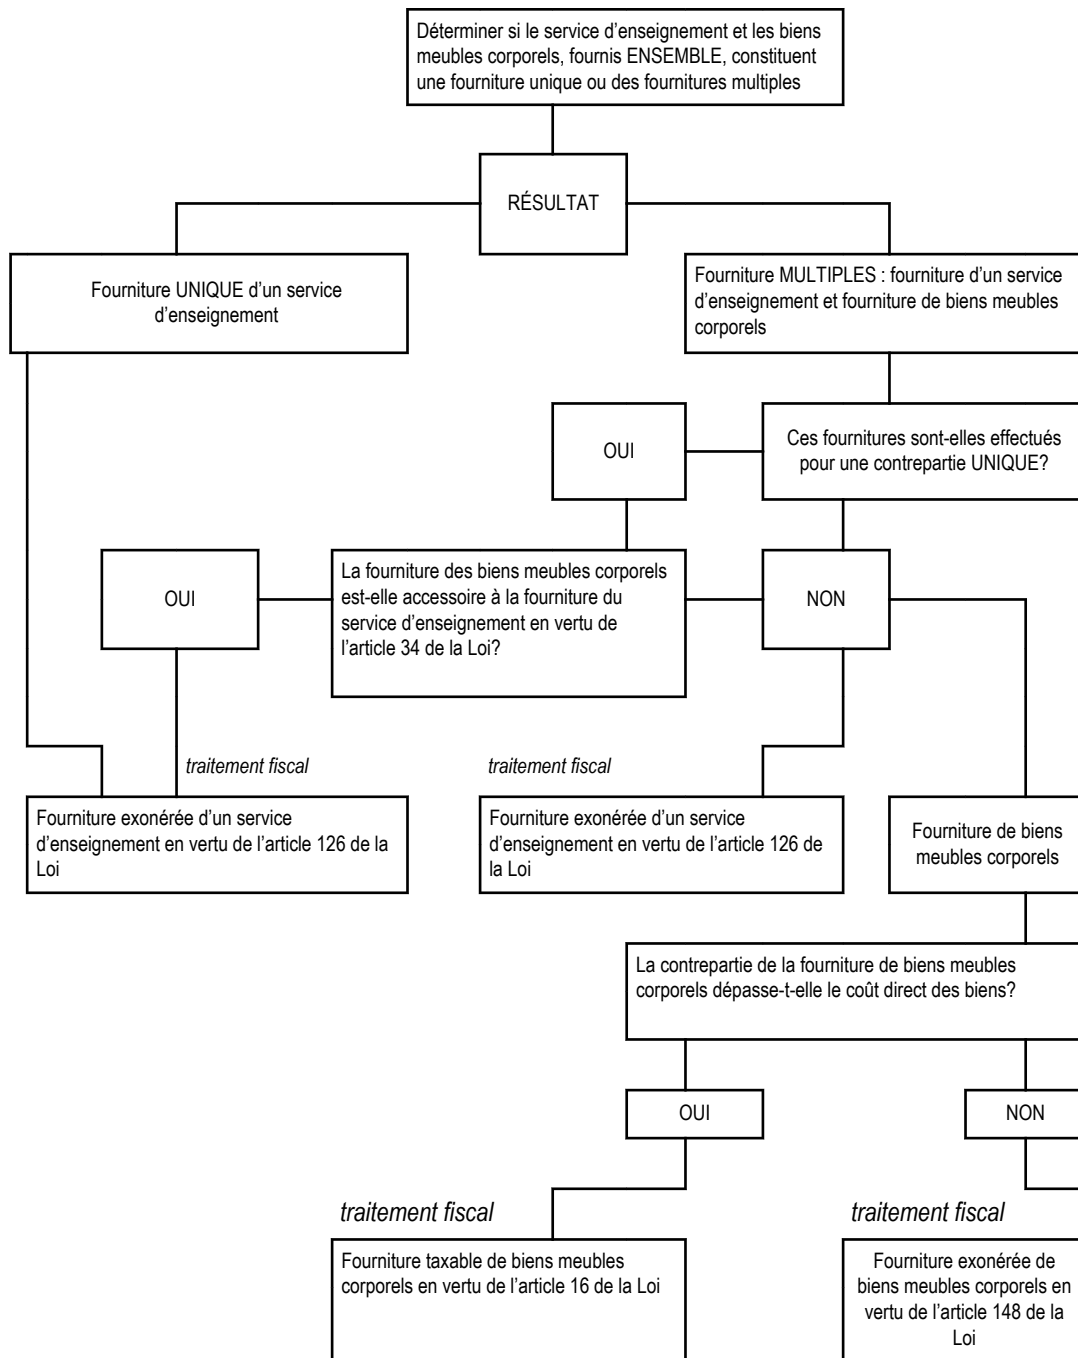 Déterminer si le service d'enseignement et les biens
meubles corporels, fournis ENSEMBLE, constituent
une fourniture unique ou des fournitures multiples
RÉSULTAT
Fourniture UNIQUE d'un service
d'enseignement
Fourniture MULTIPLES : fourniture d'un service
d'enseignement et fourniture de biens meubles
corporels
OUI
Ces fournitures sont-elles effectués
pour une contrepartie UNIQUE?
OUI
La fourniture des biens meubles corporels
est-elle accessoire à la fourniture du
service d'enseignement en vertu de
l'article 34 de la Loi?
NON
traitement fiscal
traitement fiscal
Fourniture exonérée d'un service
d'enseignement en vertu de l'article 126 de la
Loi
Fourniture exonérée d'un service
d'enseignement en vertu de l'article 126 de
la Loi
Fourniture de biens
meubles corporels
La contrepartie de la fourniture de biens meubles
corporels dépasse-t-elle le coût direct des biens?
OUI
NON
traitement fiscal
traitement fiscal
Fourniture taxable de biens meubles
corporels en vertu de l'article 16 de la Loi
Fourniture exonérée de
biens meubles corporels en
vertu de l'article 148 de la
Loi